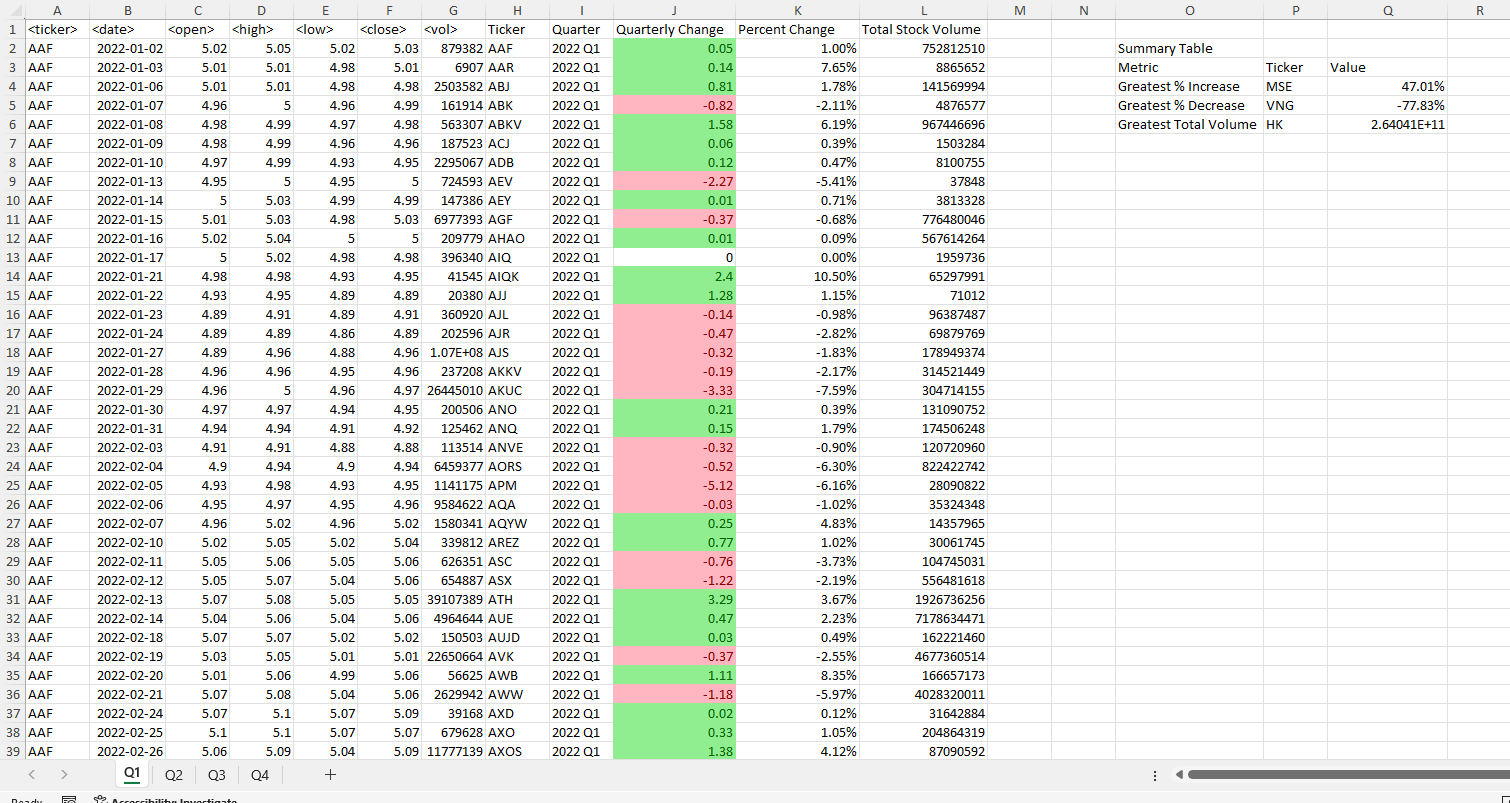 A B C D E F G H I J K L M N O P Q R
1 <ticker> <date> <open> <high> <low> <close> <vol> Ticker Quarter Quarterly Change Percent Change Total Stock Volume
2 AAF 2022-01-02 5.02 5.05 5.02 5.03 879382 AAF 2022 Q1 0.05 1.00% 752812510 Summary Table
3 AAF 2022-01-03 5.01 5.01 4.98 5.01 6907 AAR 2022 Q1 0.14 7.65% 8865652 Metric Ticker Value
4 AAF 2022-01-06 5.01 5.01 4.98 4.98 2503582 ABJ 2022 Q1 0.81 1.78% 141569994 Greatest % Increase MSE 47.01%
5 AAF 2022-01-07 4.96 5 4.96 4.99 161914 ABK 2022 Q1 -0.82 -2.11% 4876577 Greatest % Decrease VNG -77.83%
6 AAF 2022-01-08 4.98 4.99 4.97 4.98 563307 ABKV 2022 Q1 1.58 6.19% 967446696 Greatest Total Volume HK 2.64041E+11
7 AAF 2022-01-09 4.98 4.99 4.96 4.96 187523 ACJ 2022 Q1 0.06 0.39% 1503284
8 AAF 2022-01-10 4.97 4.99 4.93 4.95 2295067 ADB 2022 Q1 0.12 0.47% 8100755
9 AAF 2022-01-13 4.95 5 4.95 5 724593 AEV 2022 Q1 -2.27 -5.41% 37848
10 AAF 2022-01-14 5 5.03 4.99 4.99 147386 AEY 2022 Q1 0.01 0.71% 3813328
11 AAF 2022-01-15 5.01 5.03 4.98 5.03 6977393 AGF 2022 Q1 -0.37 -0.68% 776480046
12 AAF 2022-01-16 5.02 5.04 5 5 209779 AHAO 2022 Q1 0.01 0.09% 567614264
13 AAF 2022-01-17 5 5.02 4.98 4.98 396340 AIQ 2022 Q1 0 0.00% 1959736
14 AAF 2022-01-21 4.98 4.98 4.93 4.95 41545 AIQK 2022 Q1 2.4 10.50% 65297991
15 AAF 2022-01-22 4.93 4.95 4.89 4.89 20380 AJJ 2022 Q1 1.28 1.15% 71012
16 AAF 2022-01-23 4.89 4.91 4.89 4.91 360920 AJL 2022 Q1 -0.14 -0.98% 96387487
17 AAF 2022-01-24 4.89 4.89 4.86 4.89 202596 AJR 2022 Q1 -0.47 -2.82% 69879769
18 AAF 2022-01-27 4.89 4.96 4.88 4.96 1.07E+08 AJS 2022 Q1 -0.32 -1.83% 178949374
19 AAF 2022-01-28 4.96 4.96 4.95 4.96 237208 AKKV 2022 Q1 -0.19 -2.17% 314521449
20 AAF 2022-01-29 4.96 5 4.96 4.97 26445010 AKUC 2022 Q1 -3.33 -7.59% 304714155
21 AAF 2022-01-30 4.97 4.97 4.94 4.95 200506 ANO 2022 Q1 0.21 0.39% 131090752
22 AAF 2022-01-31 4.94 4.94 4.91 4.92 125462 ANQ 2022 Q1 0.15 1.79% 174506248
23 AAF 2022-02-03 4.91 4.91 4.88 4.88 113514 ANVE 2022 Q1 -0.32 -0.90% 120720960
24 AAF 2022-02-04 4.9 4.94 4.9 4.94 6459377 AORS 2022 Q1 -0.52 -6.30% 822422742
25 AAF 2022-02-05 4.93 4.98 4.93 4.95 1141175 APM 2022 Q1 -5.12 -6.16% 28090822
26 AAF 2022-02-06 4.95 4.97 4.95 4.96 9584622 AQA 2022 Q1 -0.03 -1.02% 35324348
27 AAF 2022-02-07 4.96 5.02 4.96 5.02 1580341 AQYW 2022 Q1 0.25 4.83% 14357965
28 AAF 2022-02-10 5.02 5.05 5.02 5.04 339812 AREZ 2022 Q1 0.77 1.02% 30061745
29 AAF 2022-02-11 5.05 5.06 5.05 5.06 626351 ASC 2022 Q1 -0.76 -3.73% 104745031
30 AAF 2022-02-12 5.05 5.07 5.04 5.06 654887 ASX 2022 Q1 -1.22 -2.19% 556481618
31 AAF 2022-02-13 5.07 5.08 5.05 5.05 39107389 ATH 2022 Q1 3.29 3.67% 1926736256
32 AAF 2022-02-14 5.04 5.06 5.04 5.06 4964644 AUE 2022 Q1 0.47 2.23% 7178634471
33 AAF 2022-02-18 5.07 5.07 5.02 5.02 150503 AUJD 2022 Q1 0.03 0.49% 162221460
34 AAF 2022-02-19 5.03 5.05 5.01 5.01 22650664 AVK 2022 Q1 -0.37 -2.55% 4677360514
35 AAF 2022-02-20 5.01 5.06 4.99 5.06 56625 AWB 2022 Q1 1.11 8.35% 166657173
36 AAF 2022-02-21 5.07 5.08 5.04 5.06 2629942 AWW 2022 Q1 -1.18 -5.97% 4028320011
37 AAF 2022-02-24 5.07 5.1 5.07 5.09 39168 AXD 2022 Q1 0.02 0.12% 31642884
38 AAF 2022-02-25 5.1 5.1 5.07 5.07 679628 AXO 2022 Q1 0.33 1.05% 204864319
39 AAF 2022-02-26 5.06 5.09 5.04 5.09 11777139 AXOS 2022 Q1 1.38 4.12% 87090592
Q1 Q2 Q3 Q4
Ready Accessibility: Investigate